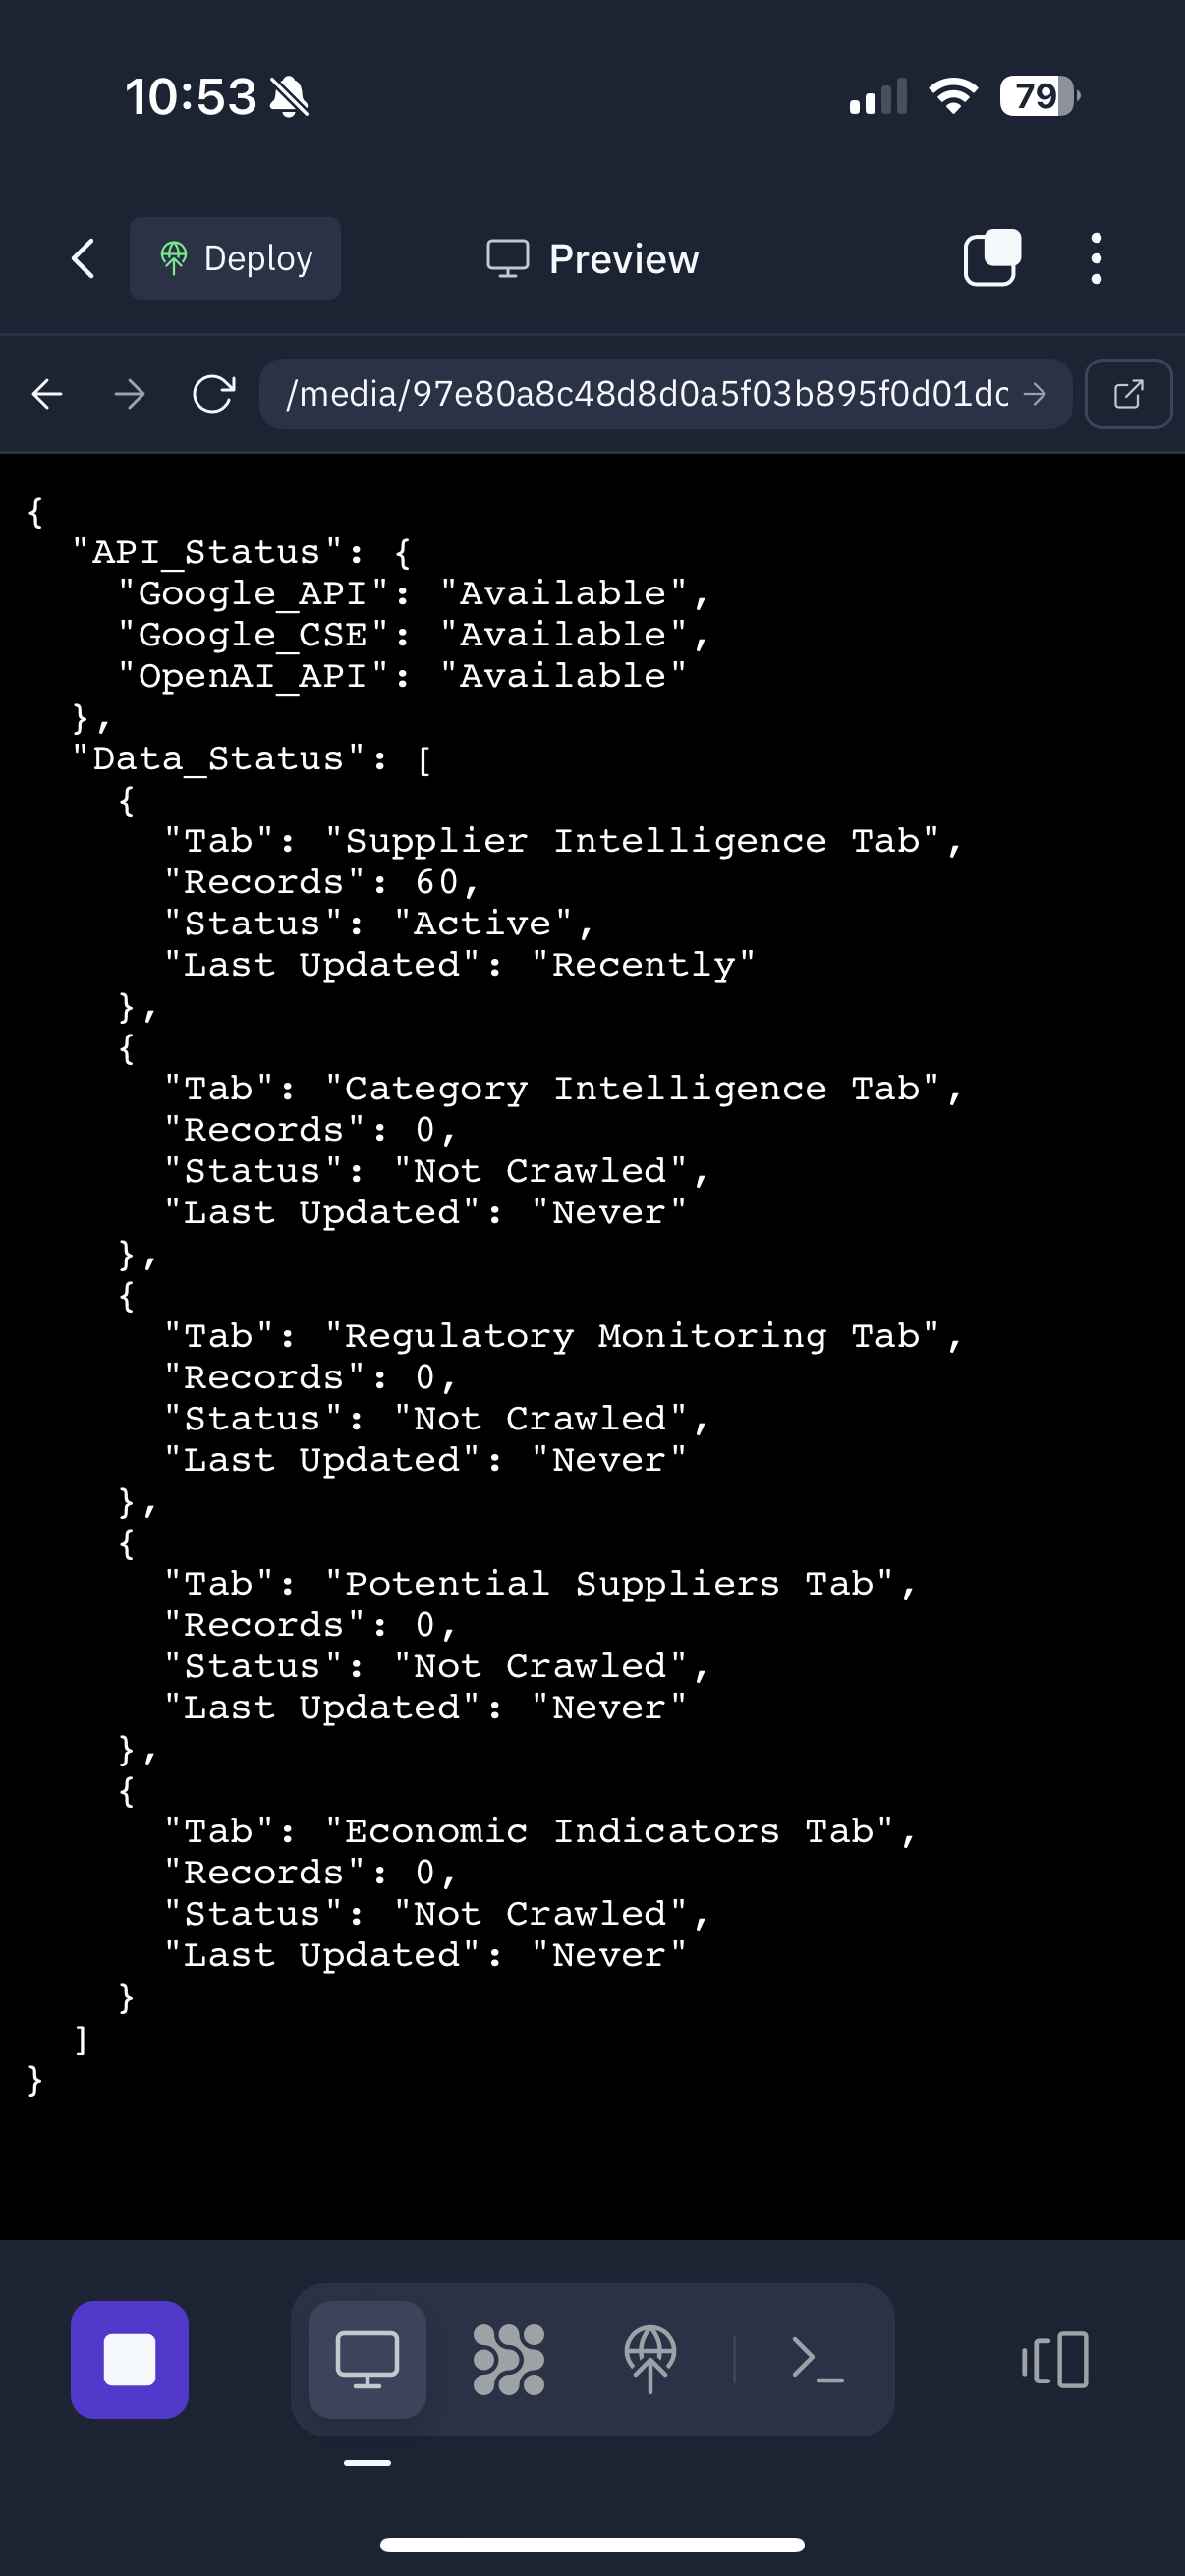 10:53
79
Deploy
Preview
/media/97e80a8c48d8d0a5f03b895f0d01dc
{
  "API_Status": {
    "Google_API": "Available",
    "Google_CSE": "Available",
    "OpenAI_API": "Available"
  },
  "Data_Status": [
    {
      "Tab": "Supplier Intelligence Tab",
      "Records": 60,
      "Status": "Active",
      "Last Updated": "Recently"
    },
    {
      "Tab": "Category Intelligence Tab",
      "Records": 0,
      "Status": "Not Crawled",
      "Last Updated": "Never"
    },
    {
      "Tab": "Regulatory Monitoring Tab",
      "Records": 0,
      "Status": "Not Crawled",
      "Last Updated": "Never"
    },
    {
      "Tab": "Potential Suppliers Tab",
      "Records": 0,
      "Status": "Not Crawled",
      "Last Updated": "Never"
    },
    {
      "Tab": "Economic Indicators Tab",
      "Records": 0,
      "Status": "Not Crawled",
      "Last Updated": "Never"
    }
  ]
}